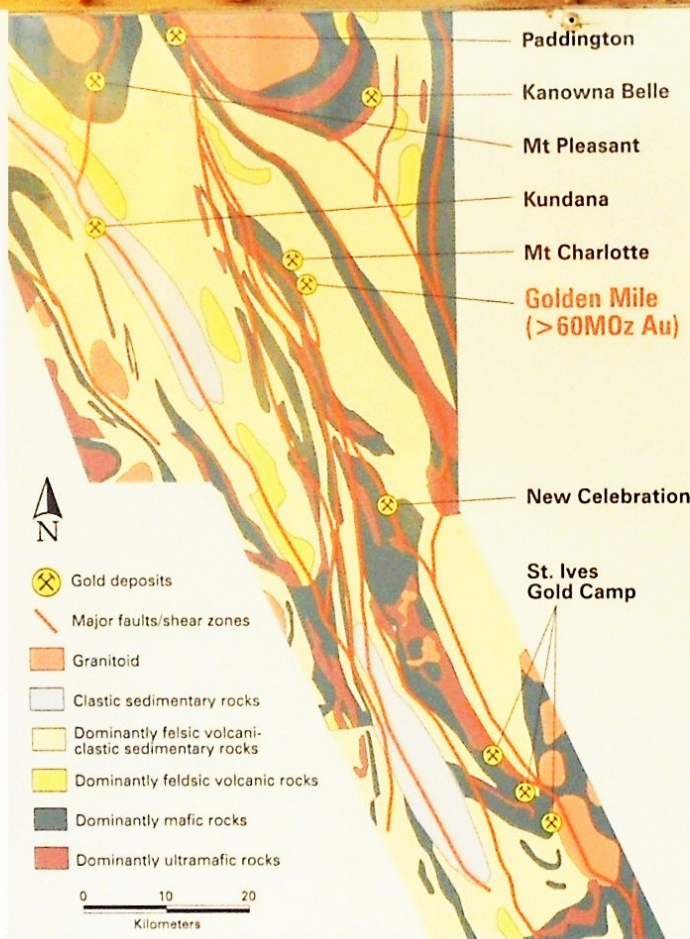 Paddington
Kanowna Belle
Mt Pleasant
Kundana
Mt Charlotte
Golden Mile
(>60MOz Au)
New Celebration
St. Ives
Gold Camp
N
Gold deposits
Major faults/shear zones
Granitoid
Clastic sedimentary rocks
Dominantly felsic volcani-
clastic sedimentary rocks
Dominantly feldsic volcanic rocks
Dominantly mafic rocks
Dominantly ultramafic rocks
0 10 20
Kilometers